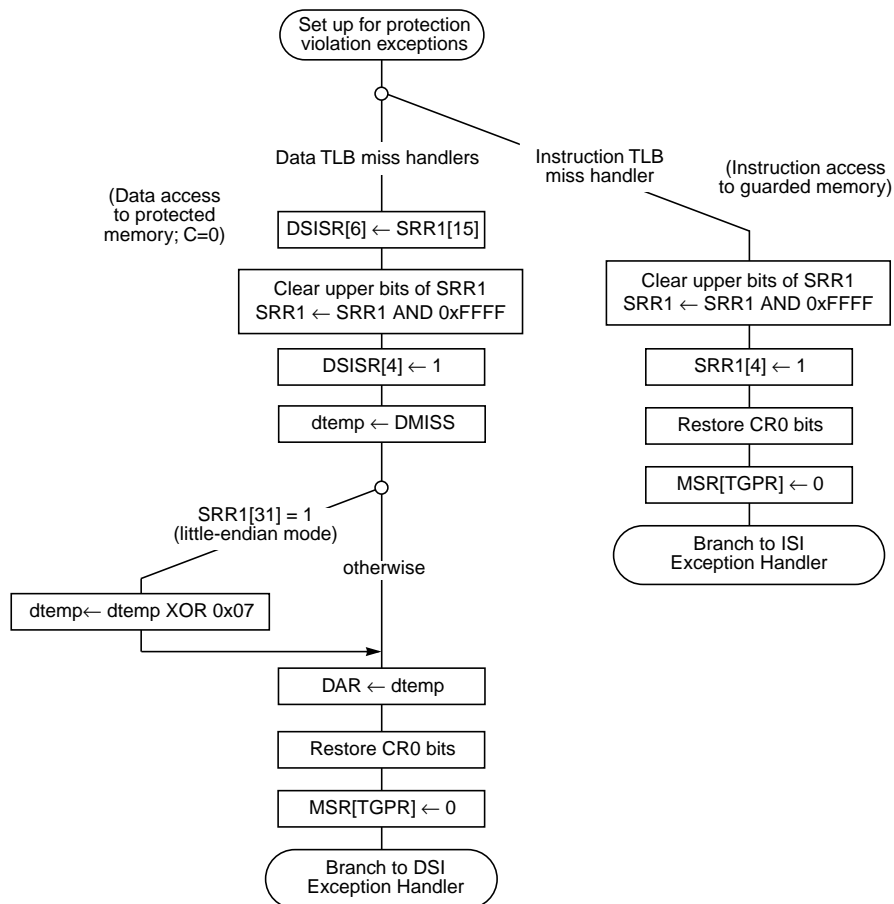 Set up for protection
violation exceptions
Data TLB miss handlers
Instruction TLB
miss handler
(Instruction access
to guarded memory)
(Data access
to protected
memory; C=0)
DSISR[6] ← SRR1[15]
Clear upper bits of SRR1
SRR1 ← SRR1 AND 0xFFFF
DSISR[4] ← 1
dtemp ← DMISS
SRR1[31] = 1
(little-endian mode)
otherwise
dtemp← dtemp XOR 0x07
DAR ← dtemp
Restore CR0 bits
MSR[TGPR] ← 0
Branch to DSI
Exception Handler
Clear upper bits of SRR1
SRR1 ← SRR1 AND 0xFFFF
SRR1[4] ← 1
Restore CR0 bits
MSR[TGPR] ← 0
Branch to ISI
Exception Handler